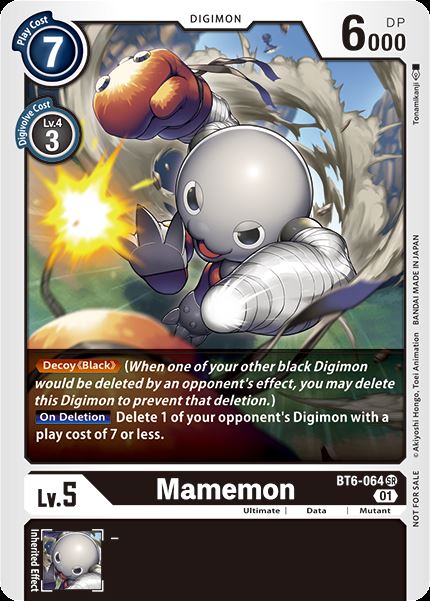 Play Cost
7
DIGIMON
DP
6000
Digivolve Cost
Lv.4
3
Tonamikanji
BANDAI MADE IN JAPAN
© Akiyoshi Hongo, Toei Animation
NOT FOR SALE
Decoy《Black》 (When one of your other black Digimon
would be deleted by an opponent's effect, you may delete
this Digimon to prevent that deletion.)
On Deletion Delete 1 of your opponent's Digimon with a
play cost of 7 or less.
Lv.5
Mamemon
BT6-064 SR
01
Ultimate | Data | Mutant
Inherited Effect
–